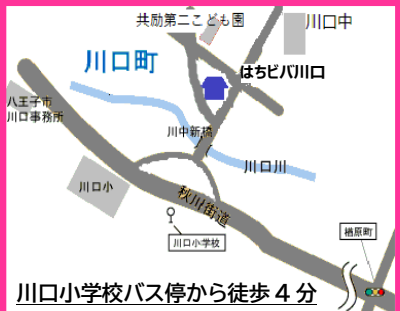 共励第二こども園
川口中
川口町
はちビバ川口
八王子市
川口事務所
川中新橋
川口川
川口小
秋川街道
川口小学校
楢原町
川口小学校バス停から徒歩4分